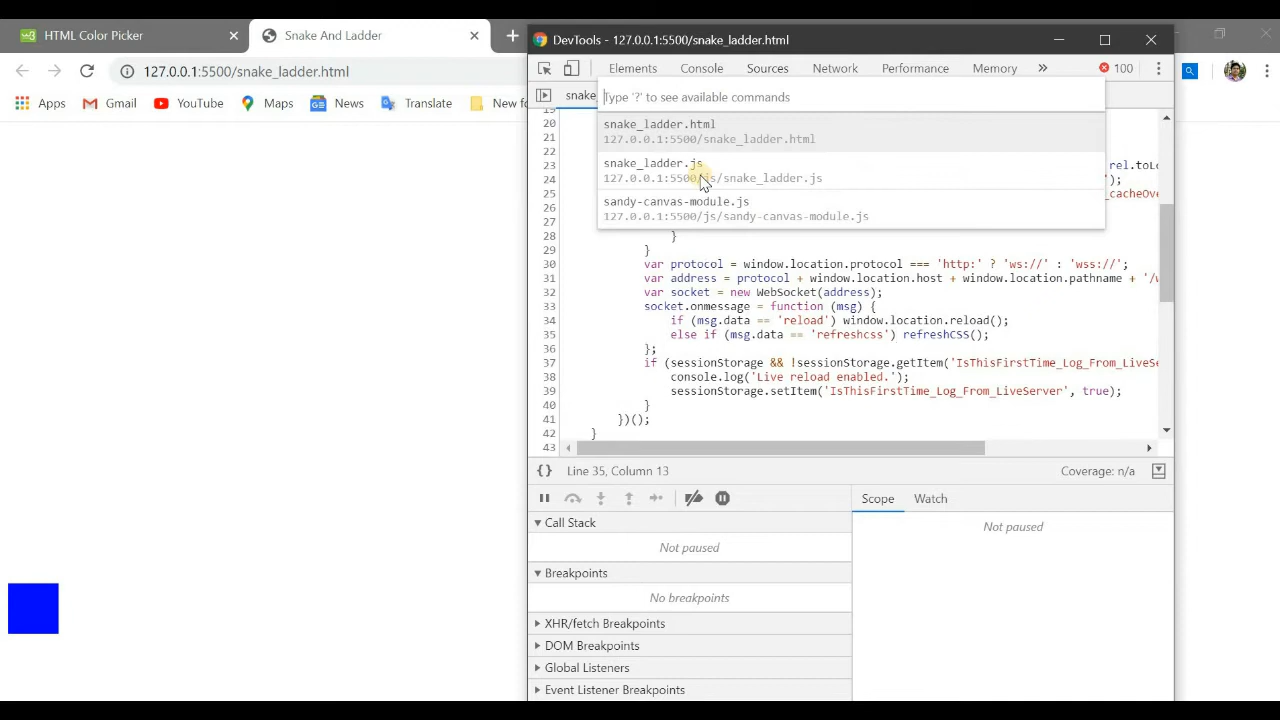 HTML Color Picker
Snake And Ladder
127.0.0.1:5500/snake_ladder.html
Apps
Gmail
YouTube
Maps
News
Translate
New fo
DevTools - 127.0.0.1:5500/snake_ladder.html
Elements
Console
Sources
Network
Performance
Memory
100
snake
Type '?' to see available commands
snake_ladder.html
127.0.0.1:5500/snake_ladder.html
snake_ladder.js
127.0.0.1:5500/js/snake_ladder.js
sandy-canvas-module.js
127.0.0.1:5500/js/sandy-canvas-module.js
19
20
21
22
23 rel.toLo
24 ');
25 _cacheOve
26
27
28 }
29 }
30 var protocol = window.location.protocol === 'http:' ? 'ws://' : 'wss://';
31 var address = protocol + window.location.host + window.location.pathname + '/w
32 var socket = new WebSocket(address);
33 socket.onmessage = function (msg) {
34 if (msg.data == 'reload') window.location.reload();
35 else if (msg.data == 'refreshcss') refreshCSS();
36 };
37 if (sessionStorage && !sessionStorage.getItem('IsThisFirstTime_Log_From_LiveSe
38 console.log('Live reload enabled.');
39 sessionStorage.setItem('IsThisFirstTime_Log_From_LiveServer', true);
40 }
41 })();
42 }
43
{} Line 35, Column 13
Coverage: n/a
Call Stack
Not paused
Breakpoints
No breakpoints
XHR/fetch Breakpoints
DOM Breakpoints
Global Listeners
Event Listener Breakpoints
Scope
Watch
Not paused